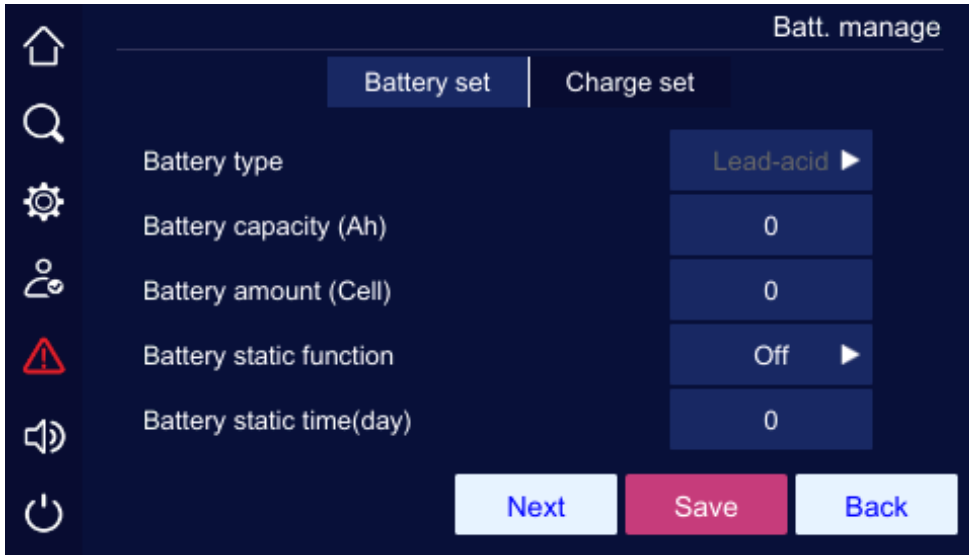 Batt. manage
Battery set Charge set
Battery type Lead-acid
Battery capacity (Ah) 0
Battery amount (Cell) 0
Battery static function Off
Battery static time(day) 0
Next Save Back